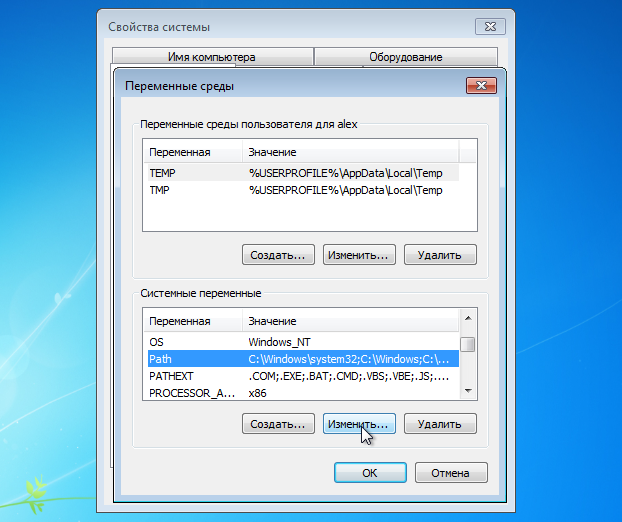 Свойства системы
Имя компьютера Оборудование
Переменные среды
Переменные среды пользователя для alex
Переменная Значение
TEMP %USERPROFILE%\AppData\Local\Temp
TMP %USERPROFILE%\AppData\Local\Temp
Создать... Изменить... Удалить
Системные переменные
Переменная Значение
OS Windows_NT
Path C:\Windows\system32;C:\Windows;C:\...
PATHEXT .COM;.EXE;.BAT;.CMD;.VBS;.VBE;.JS;....
PROCESSOR_A... x86
Создать... Изменить... Удалить
OK Отмена